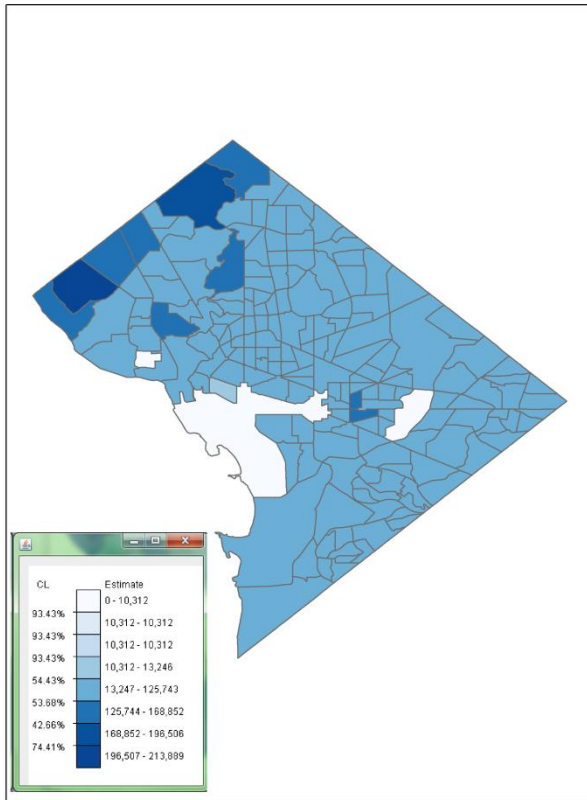 CL Estimate
0 - 10,312
93.43%
10,312 - 10,312
93.43%
10,312 - 10,312
93.43%
10,312 - 13,246
54.43%
13,247 - 125,743
53.68%
125,744 - 168,852
42.66%
168,852 - 196,506
74.41%
196,507 - 213,889